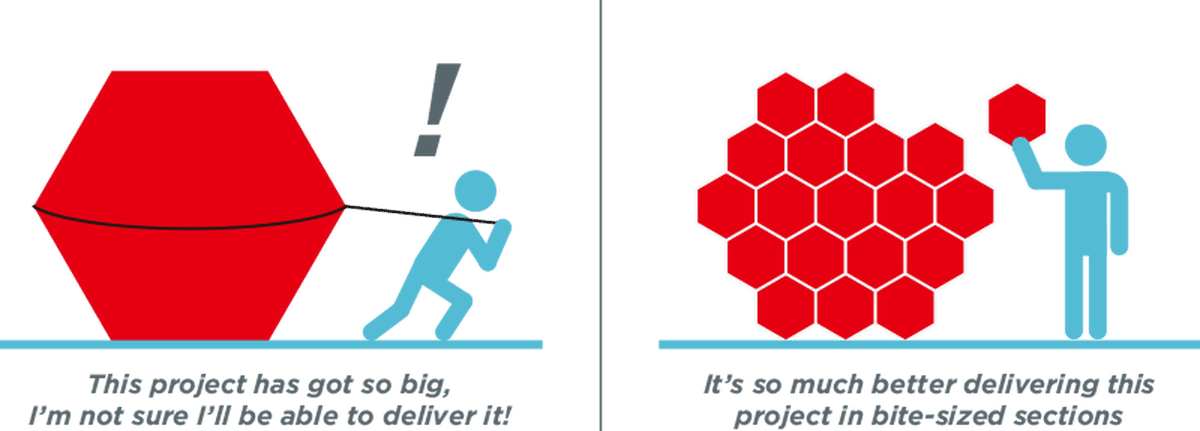 !
This project has got so big,
I'm not sure I'll be able to deliver it!
It's so much better delivering this
project in bite-sized sections